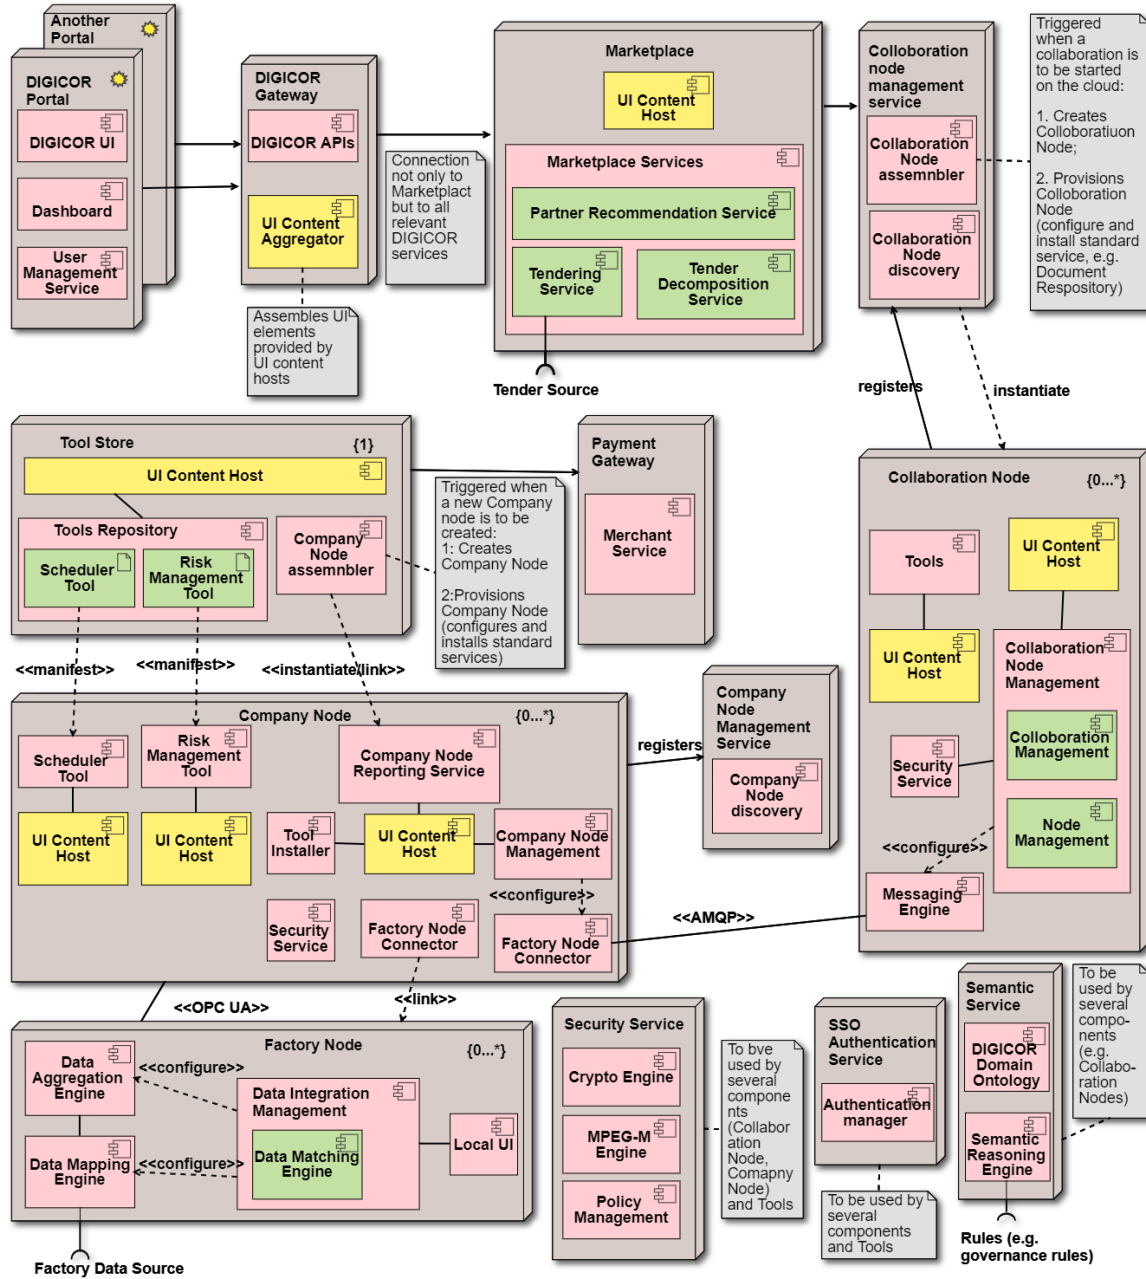 Another
Portal
DIGICOR
Portal
DIGICOR UI
Dashboard
User
Management
Service
DIGICOR
Gateway
DIGICOR APIs
UI Content
Aggregator
Assembles UI
elements
provided by
UI content
hosts
Connection
not only to
Marketplact
but to all
relevant
DIGICOR
services
Marketplace
UI Content
Host
Marketplace Services
Partner Recommendation Service
Tendering
Service
Tender
Decomposition
Service
Tender Source
Colloboration
node
management
service
Collaboration
Node
assemnbler
Collaboration
Node
discovery
Triggered
when a
collaboration is
to be started
on the cloud:
1. Creates
Colloboratiuon
Node;
2. Provisions
Colloboration
Node
(configure and
install standard
service, e.g.
Document
Respository)
registers
instantiate
Tool Store
{1}
UI Content Host
Tools Repository
Scheduler
Tool
Risk
Management
Tool
Company
Node
assemnbler
Triggered when
a new Company
node is to be
created:
1: Creates
Company Node
2:Provisions
Company Node
(configures and
installs standard
services)
Payment
Gateway
Merchant
Service
<<manifest>>
<<manifest>>
<<instantiate/link>>
Collaboration Node
{0...*}
Tools
UI Content
Host
UI Content
Host
Collaboration
Node
Management
Colloboration
Management
Security
Service
Node
Management
<<configure>>
Messaging
Engine
Company Node
{0...*}
Scheduler
Tool
Risk
Management
Tool
Company Node
Reporting Service
UI Content
Host
UI Content
Host
Tool
Installer
UI Content
Host
Company Node
Management
<<configure>>
Security
Service
Factory Node
Connector
Factory Node
Connector
registers
Company
Node
Management
Service
Company
Node
discovery
<<AMQP>>
<<OPC UA>>
<<link>>
Factory Node
{0...*}
Data
Aggregation
Engine
<<configure>>
Data Integration
Management
Data Mapping
Engine
<<configure>>
Data Matching
Engine
Local UI
Factory Data Source
Security Service
Crypto Engine
MPEG-M
Engine
Policy
Management
To bve
used by
several
compone
nts
(Collabor
ation
Node,
Comapny
Node)
and Tools
SSO
Authentication
Service
Authentication
manager
To be used by
several
components
and Tools
Semantic
Service
DIGICOR
Domain
Ontology
Semantic
Reasoning
Engine
Rules (e.g.
governance rules)
To be
used by
several
compo-
nents
(e.g.
Collabo-
ration
Nodes)